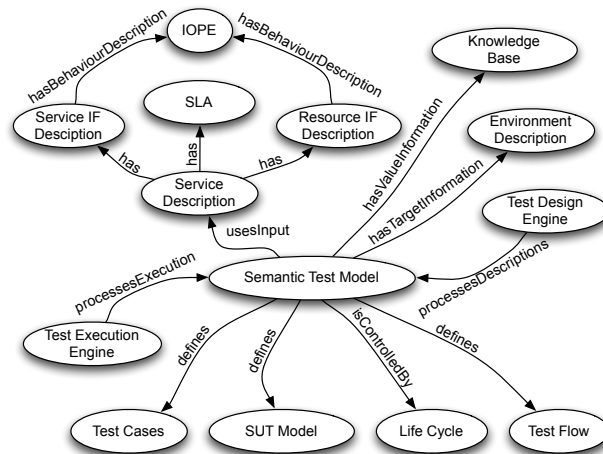 IOPE
hasBehaviourDescription
hasBehaviourDescription
Knowledge
Base
SLA
Service IF
Desciption
Resource IF
Description
Environment
Description
has
has
has
hasValueInformation
hasTargetInformation
Service
Description
Test Design
Engine
usesInput
processesDescriptions
Semantic Test Model
processesExecution
Test Execution
Engine
defines
defines
isControlledBy
defines
Test Cases
SUT Model
Life Cycle
Test Flow